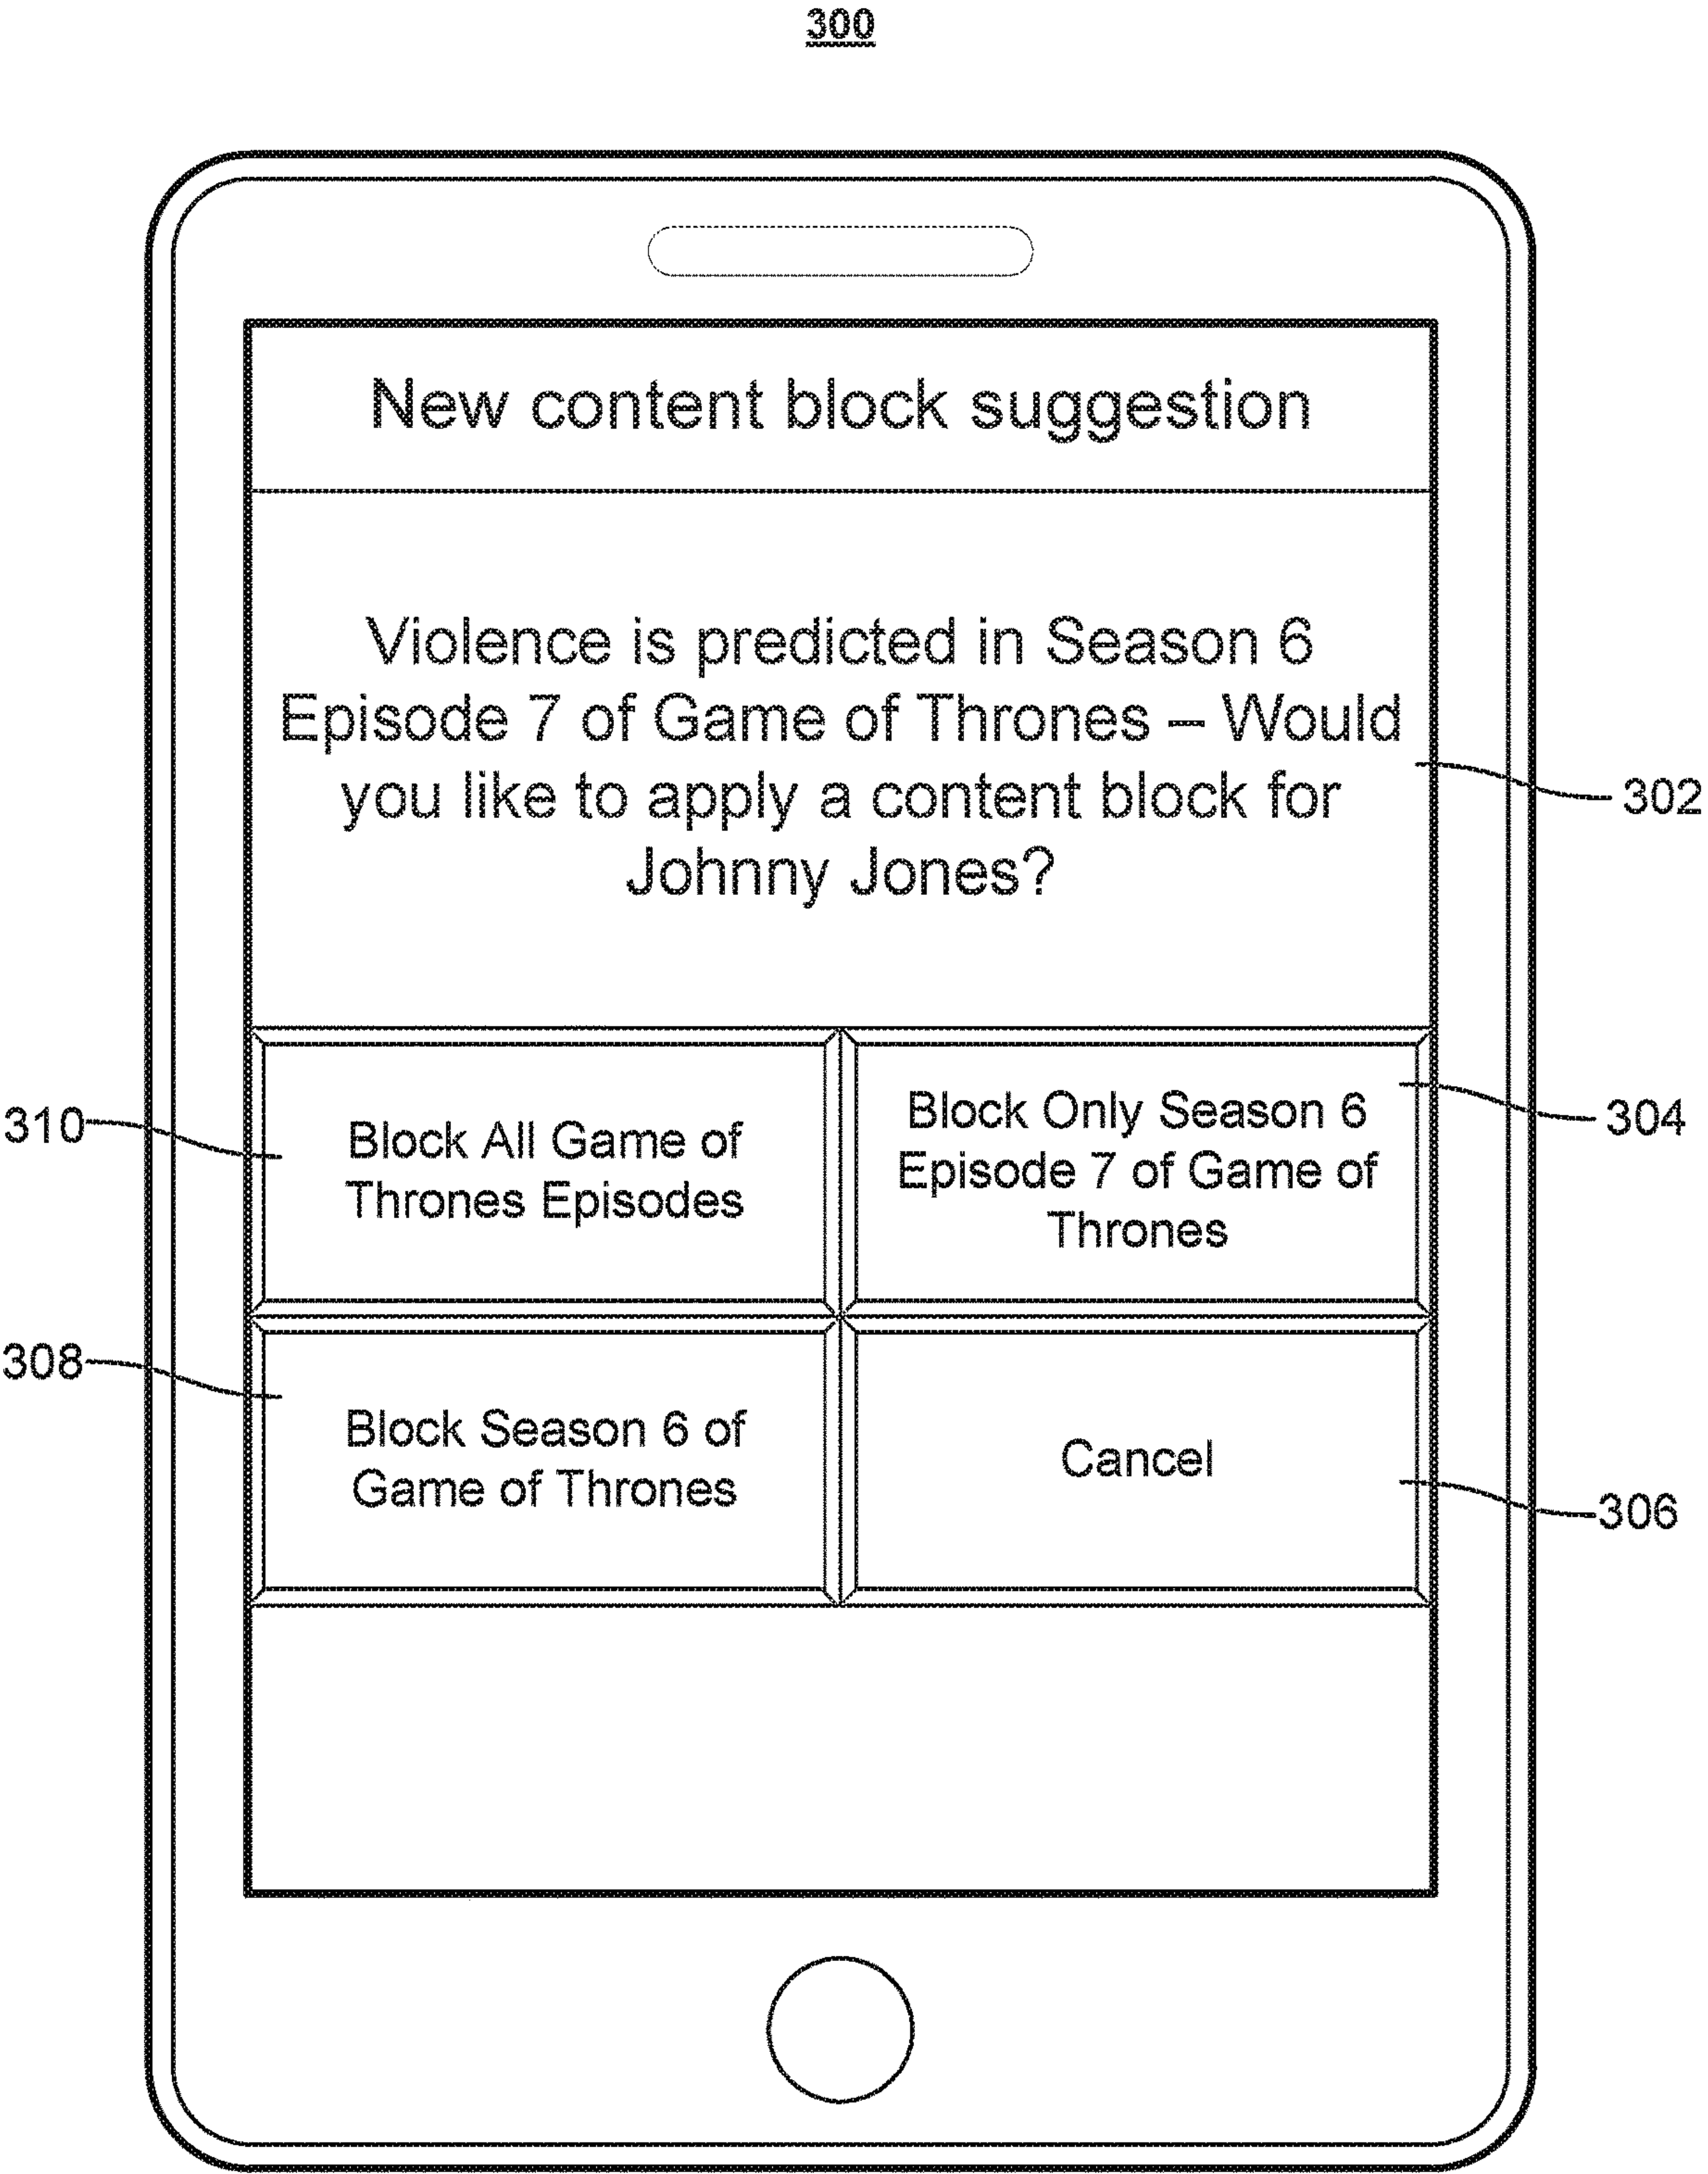 300
New content block suggestion
Violence is predicted in Season 6
Episode 7 of Game of Thrones – Would
you like to apply a content block for
Johnny Jones?
302
310
Block All Game of
Thrones Episodes
Block Only Season 6
Episode 7 of Game of
Thrones
304
308
Block Season 6 of
Game of Thrones
Cancel
306